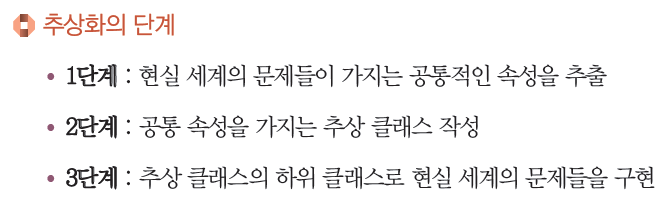 추상화의 단계
• 1단계 : 현실 세계의 문제들이 가지는 공통적인 속성을 추출
• 2단계 : 공통 속성을 가지는 추상 클래스 작성
• 3단계 : 추상 클래스의 하위 클래스로 현실 세계의 문제들을 구현